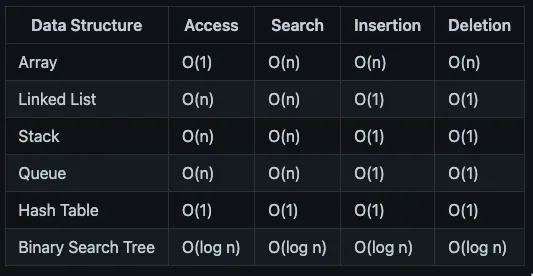 Data Structure Access Search Insertion Deletion
Array O(1) O(n) O(n) O(n)
Linked List O(n) O(n) O(1) O(1)
Stack O(n) O(n) O(1) O(1)
Queue O(n) O(n) O(1) O(1)
Hash Table O(1) O(1) O(1) O(1)
Binary Search Tree O(log n) O(log n) O(log n) O(log n)